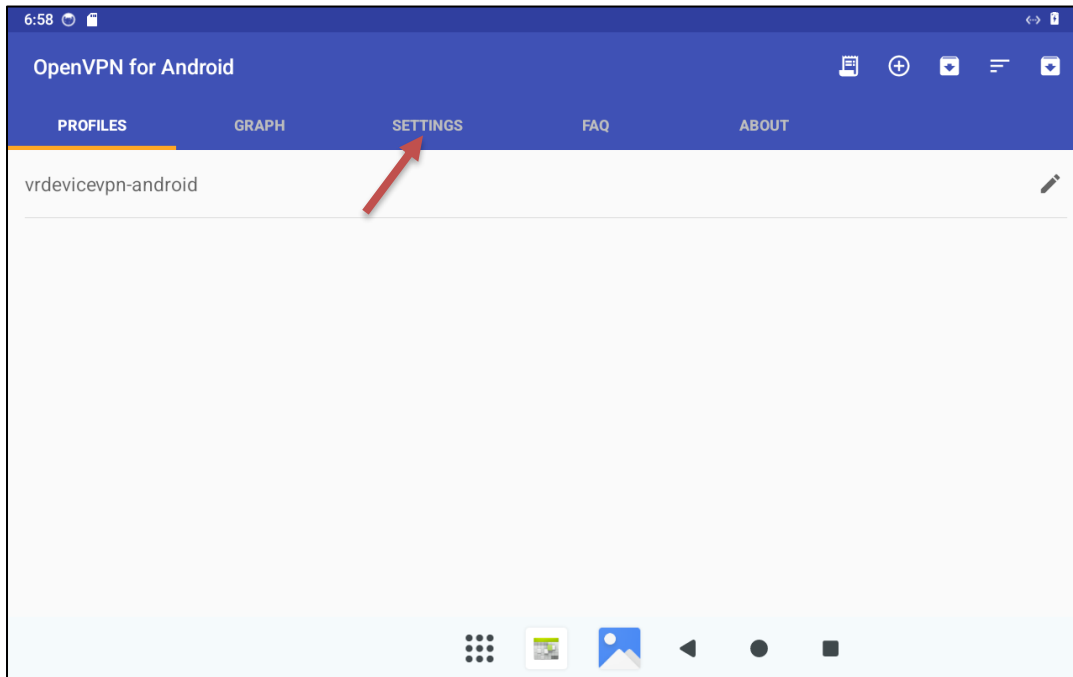 6:58
OpenVPN for Android
PROFILES GRAPH SETTINGS FAQ ABOUT
vrdevicevpn-android